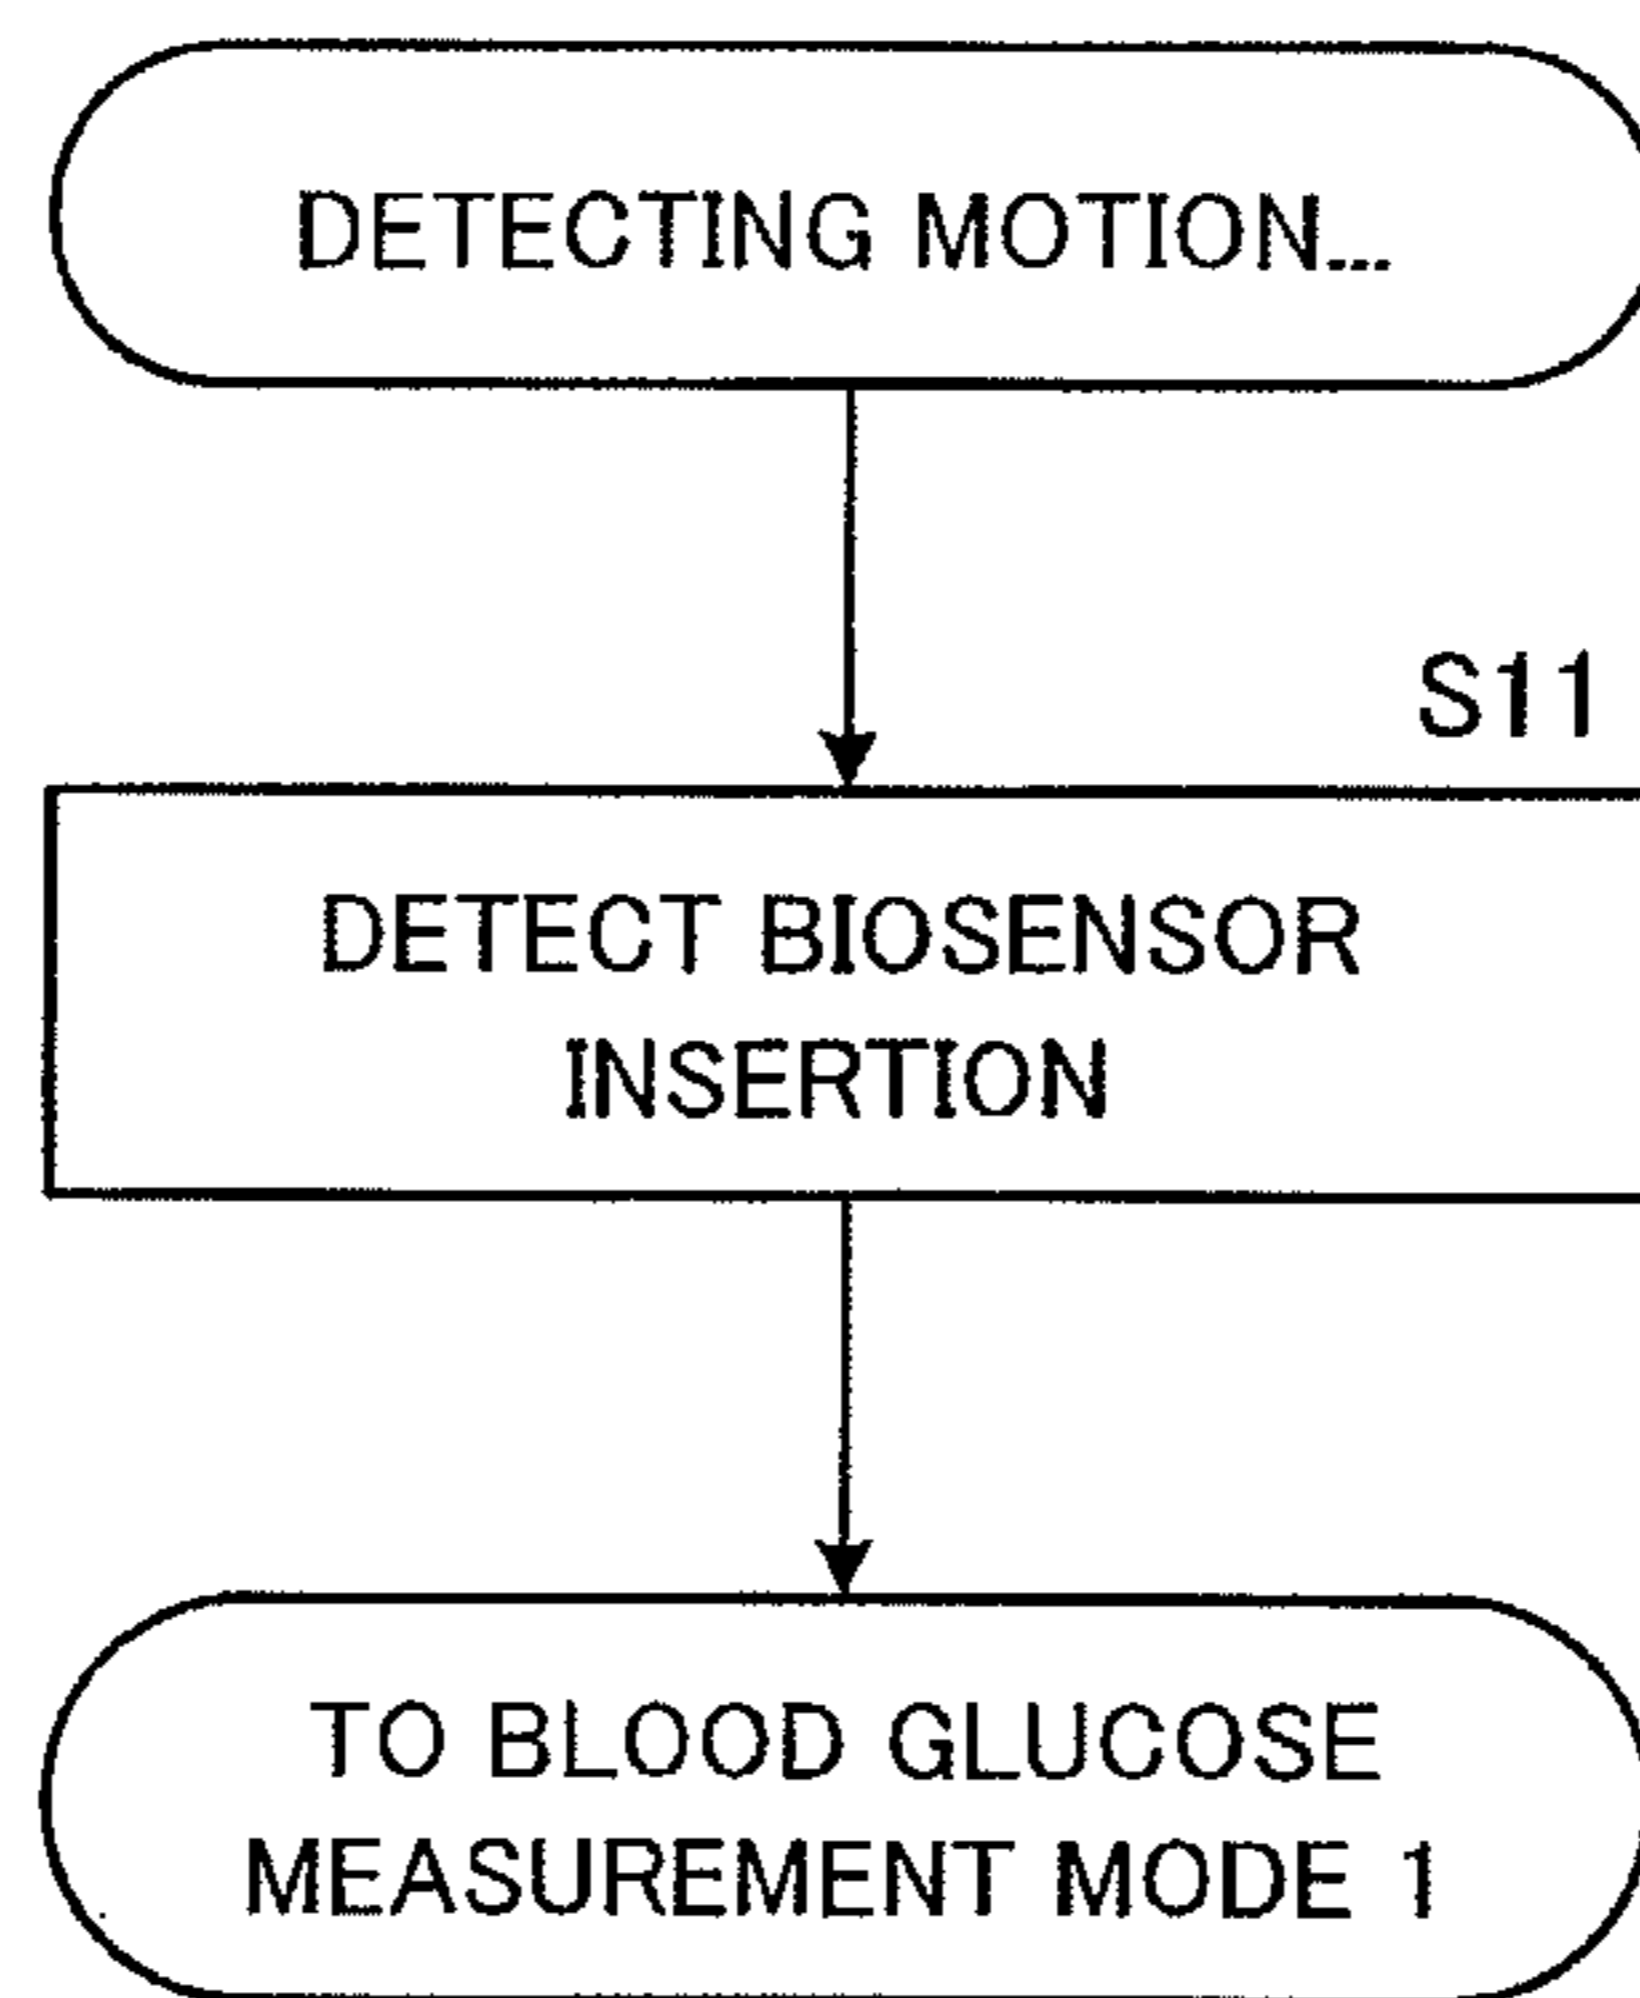 DETECTING MOTION...
S11
DETECT BIOSENSOR
INSERTION
TO BLOOD GLUCOSE
MEASUREMENT MODE 1